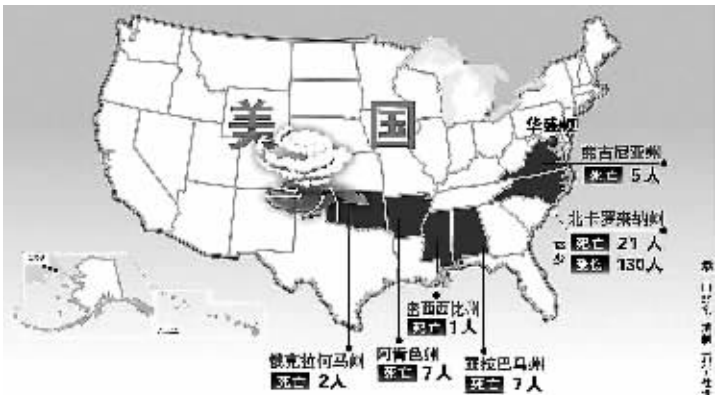 美国
华盛顿
弗吉尼亚州
死亡 5人
北卡罗来纳州
死亡 21人
受伤 130人
密西西比州
死亡 1人
俄克拉何马州
死亡 2人
阿肯色州
死亡 7人
亚拉巴马州
死亡 7人